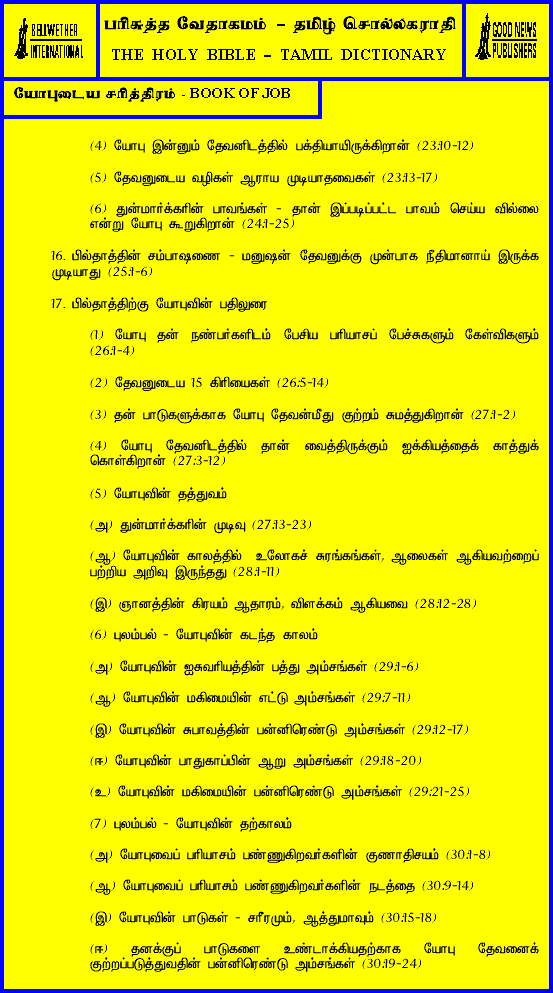 BELLWETHER
INTERNATIONAL
பரிசுத்த வேதாகமம் – தமிழ் சொல்லகராதி
THE HOLY BIBLE – TAMIL DICTIONARY
GOOD NEWS
PUBLISHERS
யோபுடைய சரித்திரம் - BOOK OF JOB
(4) யோபு இன்னும் தேவனிடத்தில் பக்தியாயிருக்கிறான் (23:10-12)
(5) தேவனுடைய வழிகள் ஆராய முடியாதவைகள் (23:13-17)
(6) துன்மார்க்கரின் பாவங்கள் - தான் இப்படிப்பட்ட பாவம் செய்ய வில்லை
என்று யோபு கூறுகிறான் (24:1-25)
16. பில்தாத்தின் சம்பாஷணை - மனுஷன் தேவனுக்கு முன்பாக நீதிமானாய் இருக்க
முடியாது (25:1-6)
17. பில்தாத்திற்கு யோபுவின் பதிலுரை
(1) யோபு தன் நண்பர்களிடம் பேசிய பரியாசப் பேச்சுகளும் கேள்விகளும்
(26:1-4)
(2) தேவனுடைய 15 கிரியைகள் (26:5-14)
(3) தன் பாடுகளுக்காக யோபு தேவன்மீது குற்றம் சுமத்துகிறான் (27:1-2)
(4) யோபு தேவனிடத்தில் தான் வைத்திருக்கும் ஐக்கியத்தைக் காத்துக்
கொள்கிறான் (27:3-12)
(5) யோபுவின் தத்துவம்
(அ) துன்மார்க்கரின் முடிவு (27:13-23)
(ஆ) யோபுவின் காலத்தில் உலோகச் சுரங்கங்கள், ஆலைகள் ஆகியவற்றைப்
பற்றிய அறிவு இருந்தது (28:1-11)
(இ) ஞானத்தின் கிரயம் ஆதாரம், விளக்கம் ஆகியவை (28:12-28)
(6) புலம்பல் - யோபுவின் கடந்த காலம்
(அ) யோபுவின் ஐசுவரியத்தின் பத்து அம்சங்கள் (29:1-6)
(ஆ) யோபுவின் மகிமையின் எட்டு அம்சங்கள் (29:7-11)
(இ) யோபுவின் சுபாவத்தின் பன்னிரெண்டு அம்சங்கள் (29:12-17)
(ஈ) யோபுவின் பாதுகாப்பின் ஆறு அம்சங்கள் (29:18-20)
(உ) யோபுவின் மகிமையின் பன்னிரெண்டு அம்சங்கள் (29:21-25)
(7) புலம்பல் - யோபுவின் தற்காலம்
(அ) யோபுவைப் பரியாசம் பண்ணுகிறவர்களின் குணாதிசயம் (30:1-8)
(ஆ) யோபுவைப் பரியாசம் பண்ணுகிறவர்களின் நடத்தை (30:9-14)
(இ) யோபுவின் பாடுகள் - சரீரமும், ஆத்துமாவும் (30:15-18)
(ஈ) தனக்குப் பாடுகளை உண்டாக்கியதற்காக யோபு தேவனைக்
குற்றப்படுத்துவதின் பன்னிரெண்டு அம்சங்கள் (30:19-24)